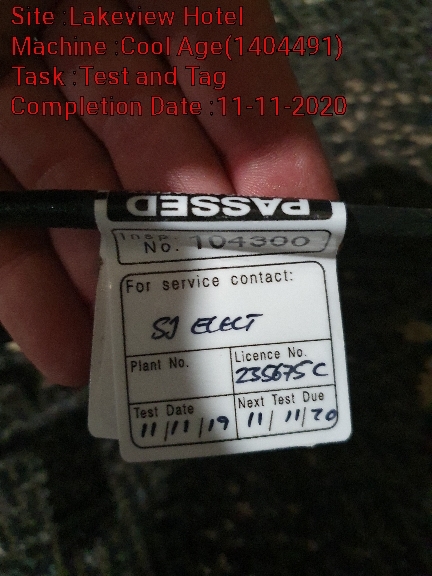 Site :Lakeview Hotel
Machine :Cool Age(1404491)
Task :Test and Tag
Completion Date :11-11-2020
PASSED
Insp.
No. 104300
For service contact:
SJ ELECT
Plant No.
Licence No.
235675C
Test Date
11/11/19
Next Test Due
11/11/20